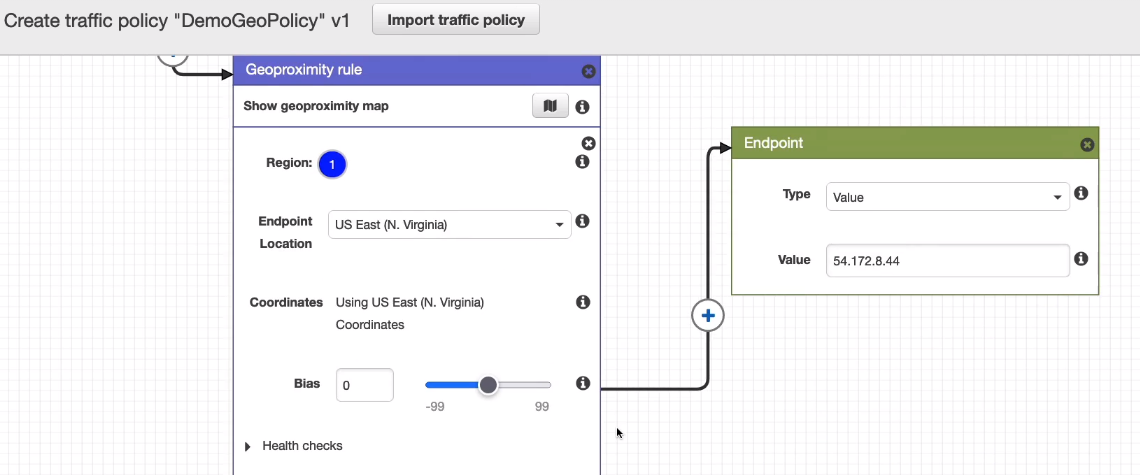 Create traffic policy "DemoGeoPolicy" v1
Import traffic policy
Geoproximity rule
Show geoproximity map
Region: 1
Endpoint Location
US East (N. Virginia)
Coordinates
Using US East (N. Virginia)
Coordinates
Bias
0
-99
99
Health checks
Endpoint
Type
Value
Value
54.172.8.44